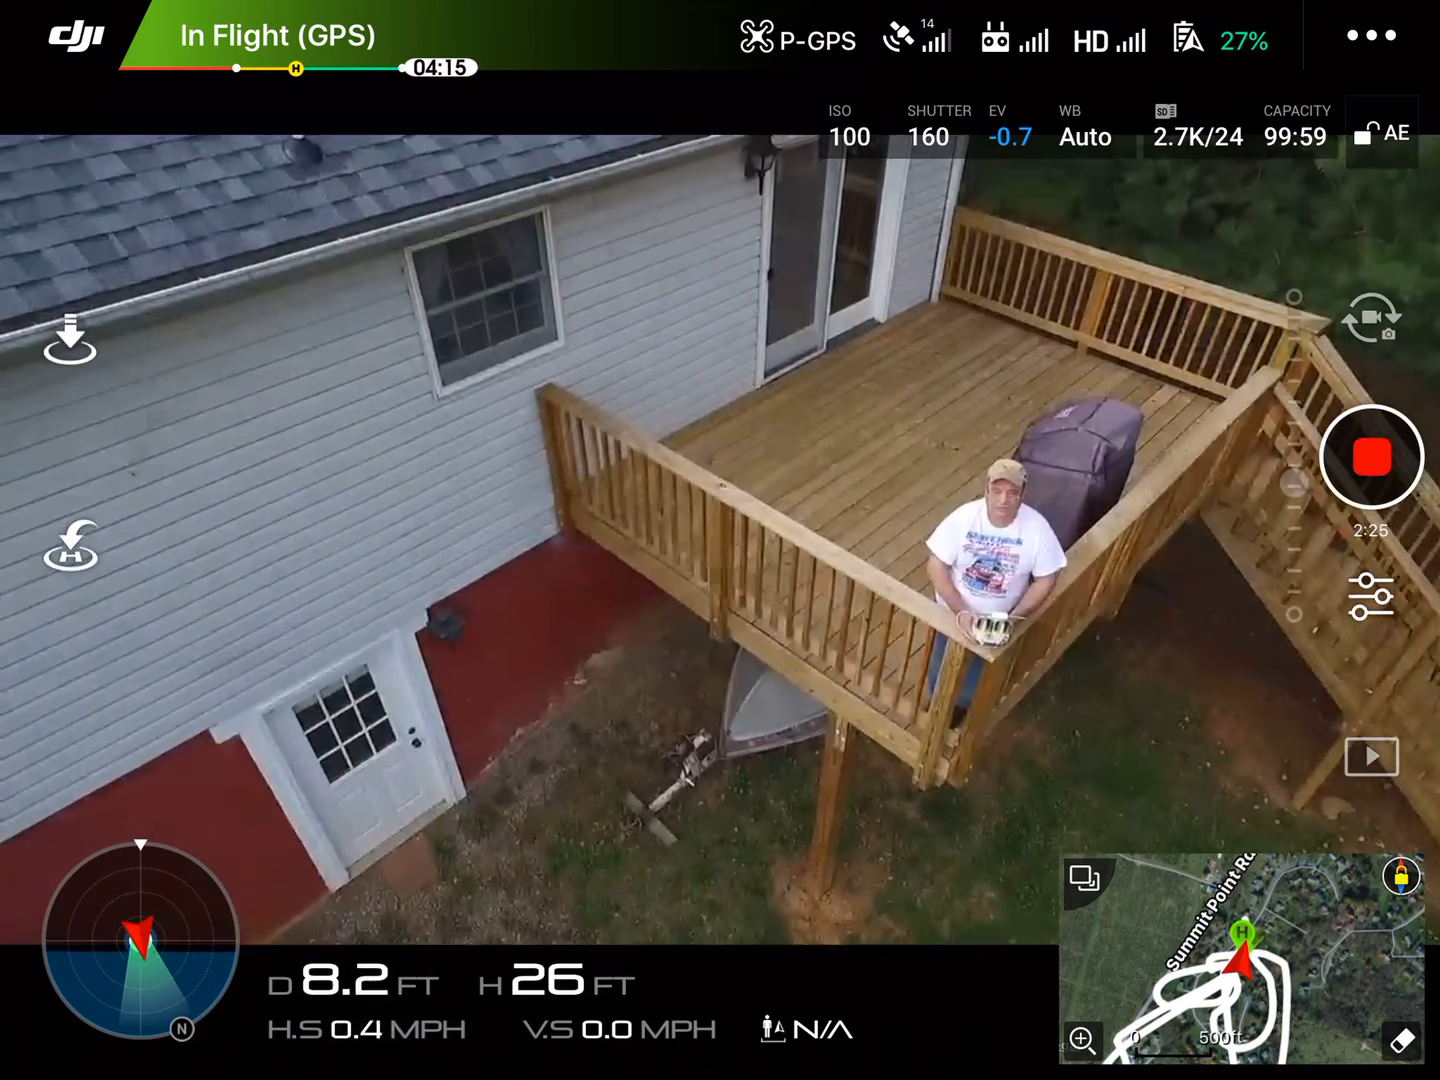 dji
In Flight (GPS)
P-GPS
14
HD
27%
H
04:15
ISO
100
SHUTTER
160
EV
-0.7
WB
Auto
SD
2.7K/24
CAPACITY
99:59
AE
H
2:25
N
D 8.2 FT H 26 FT
H.S 0.4 MPH V.S 0.0 MPH N/A
Summit Point Rd
H
0 500ft